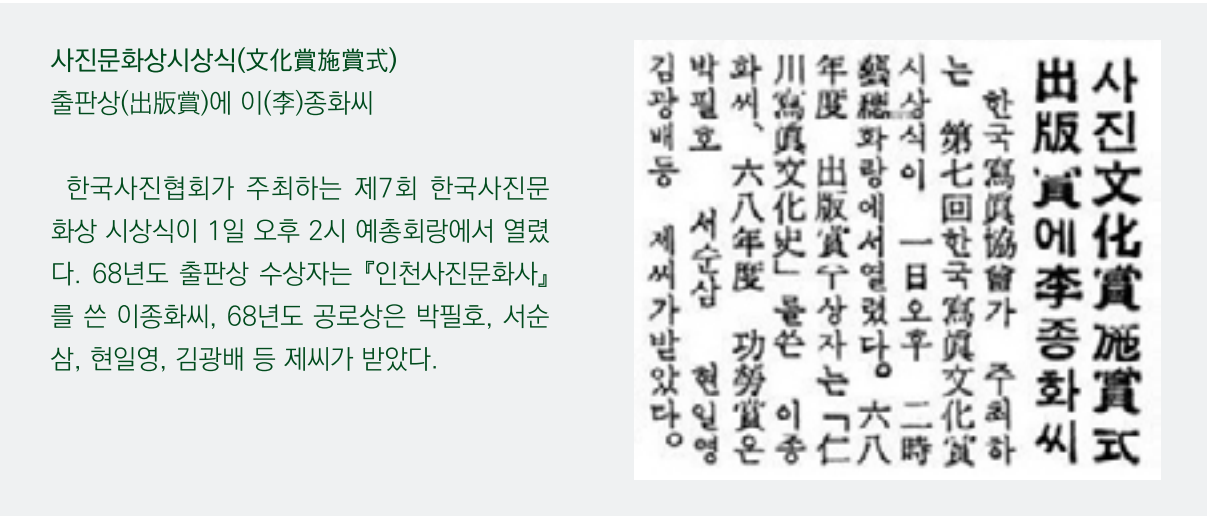 사진문화상시상식(文化賞施賞式)
출판상(出版賞)에 이(李)종화씨
한국사진협회가 주최하는 제7회 한국사진문
화상 시상식이 1일 오후 2시 예총회랑에서 열렸
다. 68년도 출판상 수상자는 『인천사진문화사』
를 쓴 이종화씨, 68년도 공로상은 박필호, 서순
삼, 현일영, 김광배 등 제씨가 받았다.
사진文化賞施賞式
出版賞에李종화씨
한국寫眞協會가 주최하
는 第七回한국寫眞文化賞
시상식이 一日오후 二時
藝總화랑에서열렸다。六八
年度 出版賞수상자는「仁
川寫眞文化史」를쓴 이종
화씨、六八年度 功勞賞은
박필호 서순삼 현일영
김광배등 제씨가받았다。